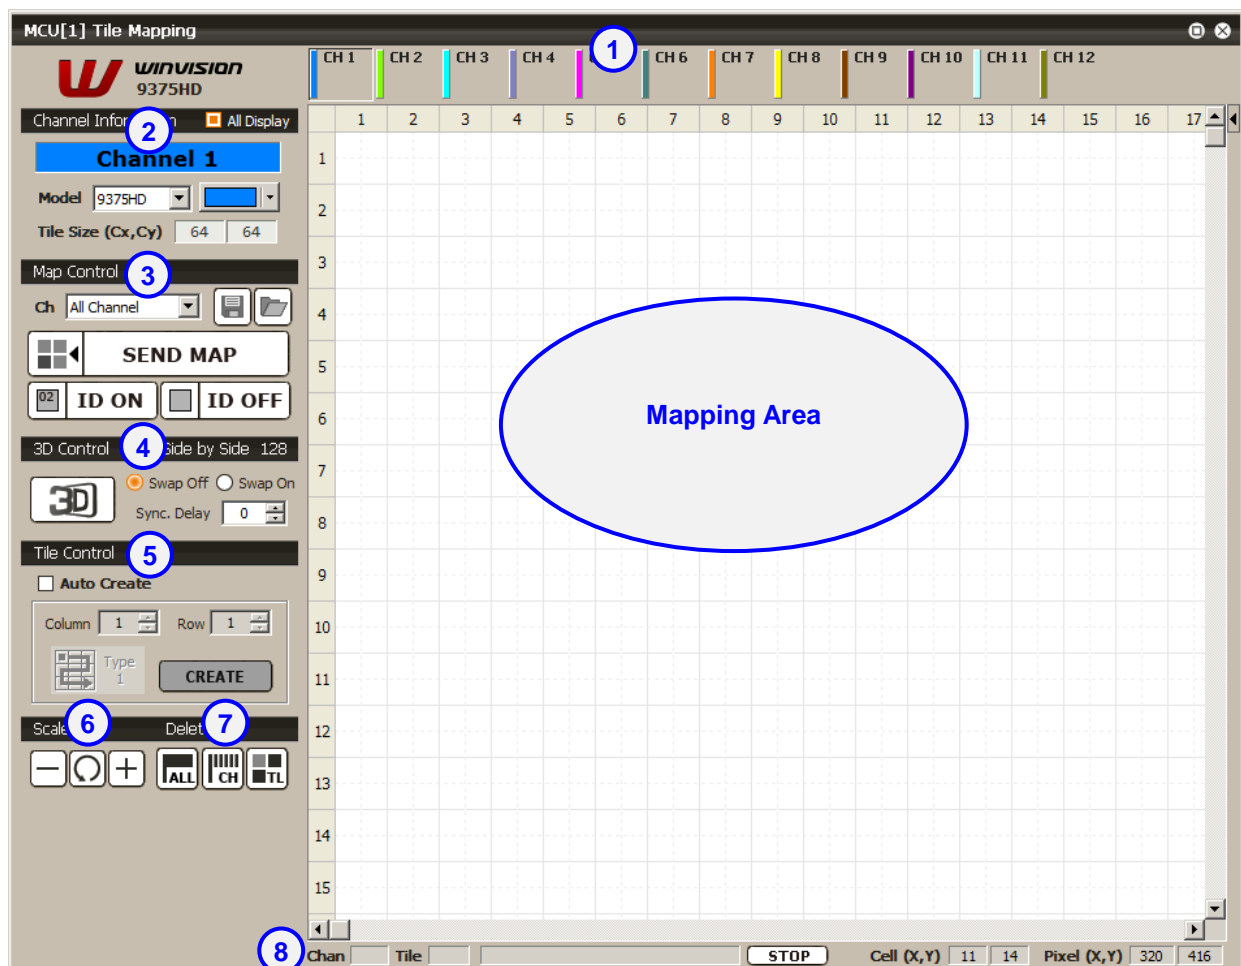 MCU[1] Tile Mapping
WINVISION
9375HD
CH 1 CH 2 CH 3 CH 4 1 CH 6 CH 7 CH 8 CH 9 CH 10 CH 11 CH 12
Channel Infor 2 n All Display
Channel 1
Model 9375HD
Tile Size (Cx,Cy) 64 64
Map Control 3
Ch All Channel
SEND MAP
02 ID ON ID OFF
3D Control 4 Side by Side 128
3D Swap Off Swap On
Sync. Delay 0
Tile Control 5
Auto Create
Column 1 Row 1
Type
1
CREATE
Scale 6 Delet 7
ALL CH TL
1 2 3 4 5 6 7 8 9 10 11 12 13 14 15 16 17
1
2
3
4
5
6
7
8
9
10
11
12
13
14
15
Mapping Area
8 Chan Tile STOP Cell (X,Y) 11 14 Pixel (X,Y) 320 416